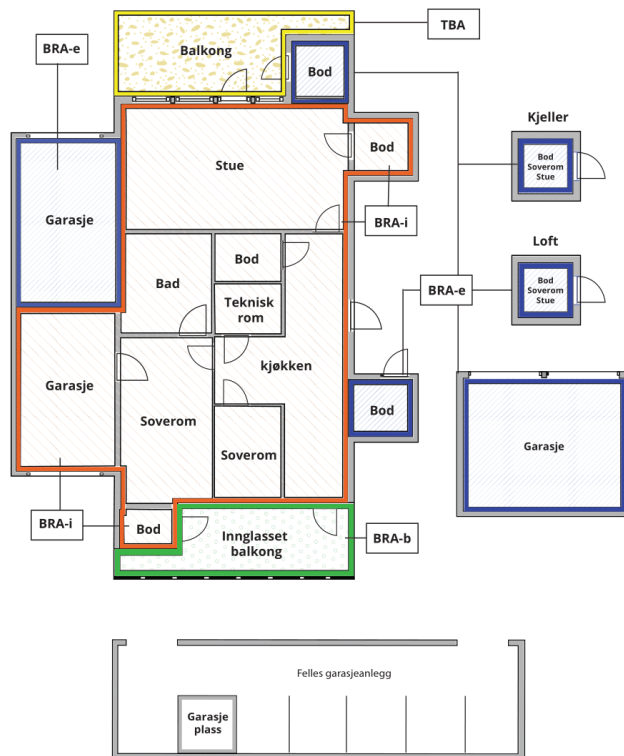 TBA
BRA-e
Balkong
Bod
Kjeller
Bod
Soverom
Stue
Stue
Bod
Garasje
BRA-i
Loft
Bod
Soverom
Stue
Bod
Bad
Teknisk
rom
BRA-e
kjøkken
Garasje
Soverom
Soverom
Bod
Garasje
BRA-i
Bod
Innglasset
balkong
BRA-b
Felles garasjeanlegg
Garasje
plass